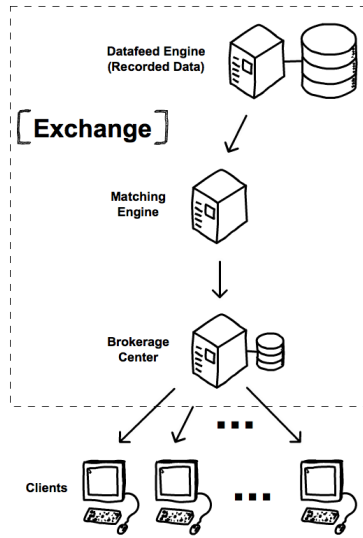 Datafeed Engine
(Recorded Data)
[Exchange]
Matching
Engine
Brokerage
Center
...
Clients
...